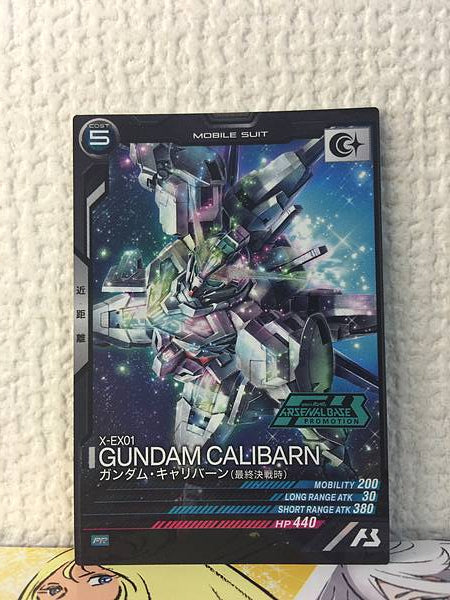 COST
5
MOBILE SUIT
近距離
ARSENALBASE
PROMOTION
X-EX01
GUNDAM CALIBARN
ガンダム・キャリバーン(最終決戦時)
MOBILITY 200
LONG RANGE ATK 30
SHORT RANGE ATK 380
HP 440
PR